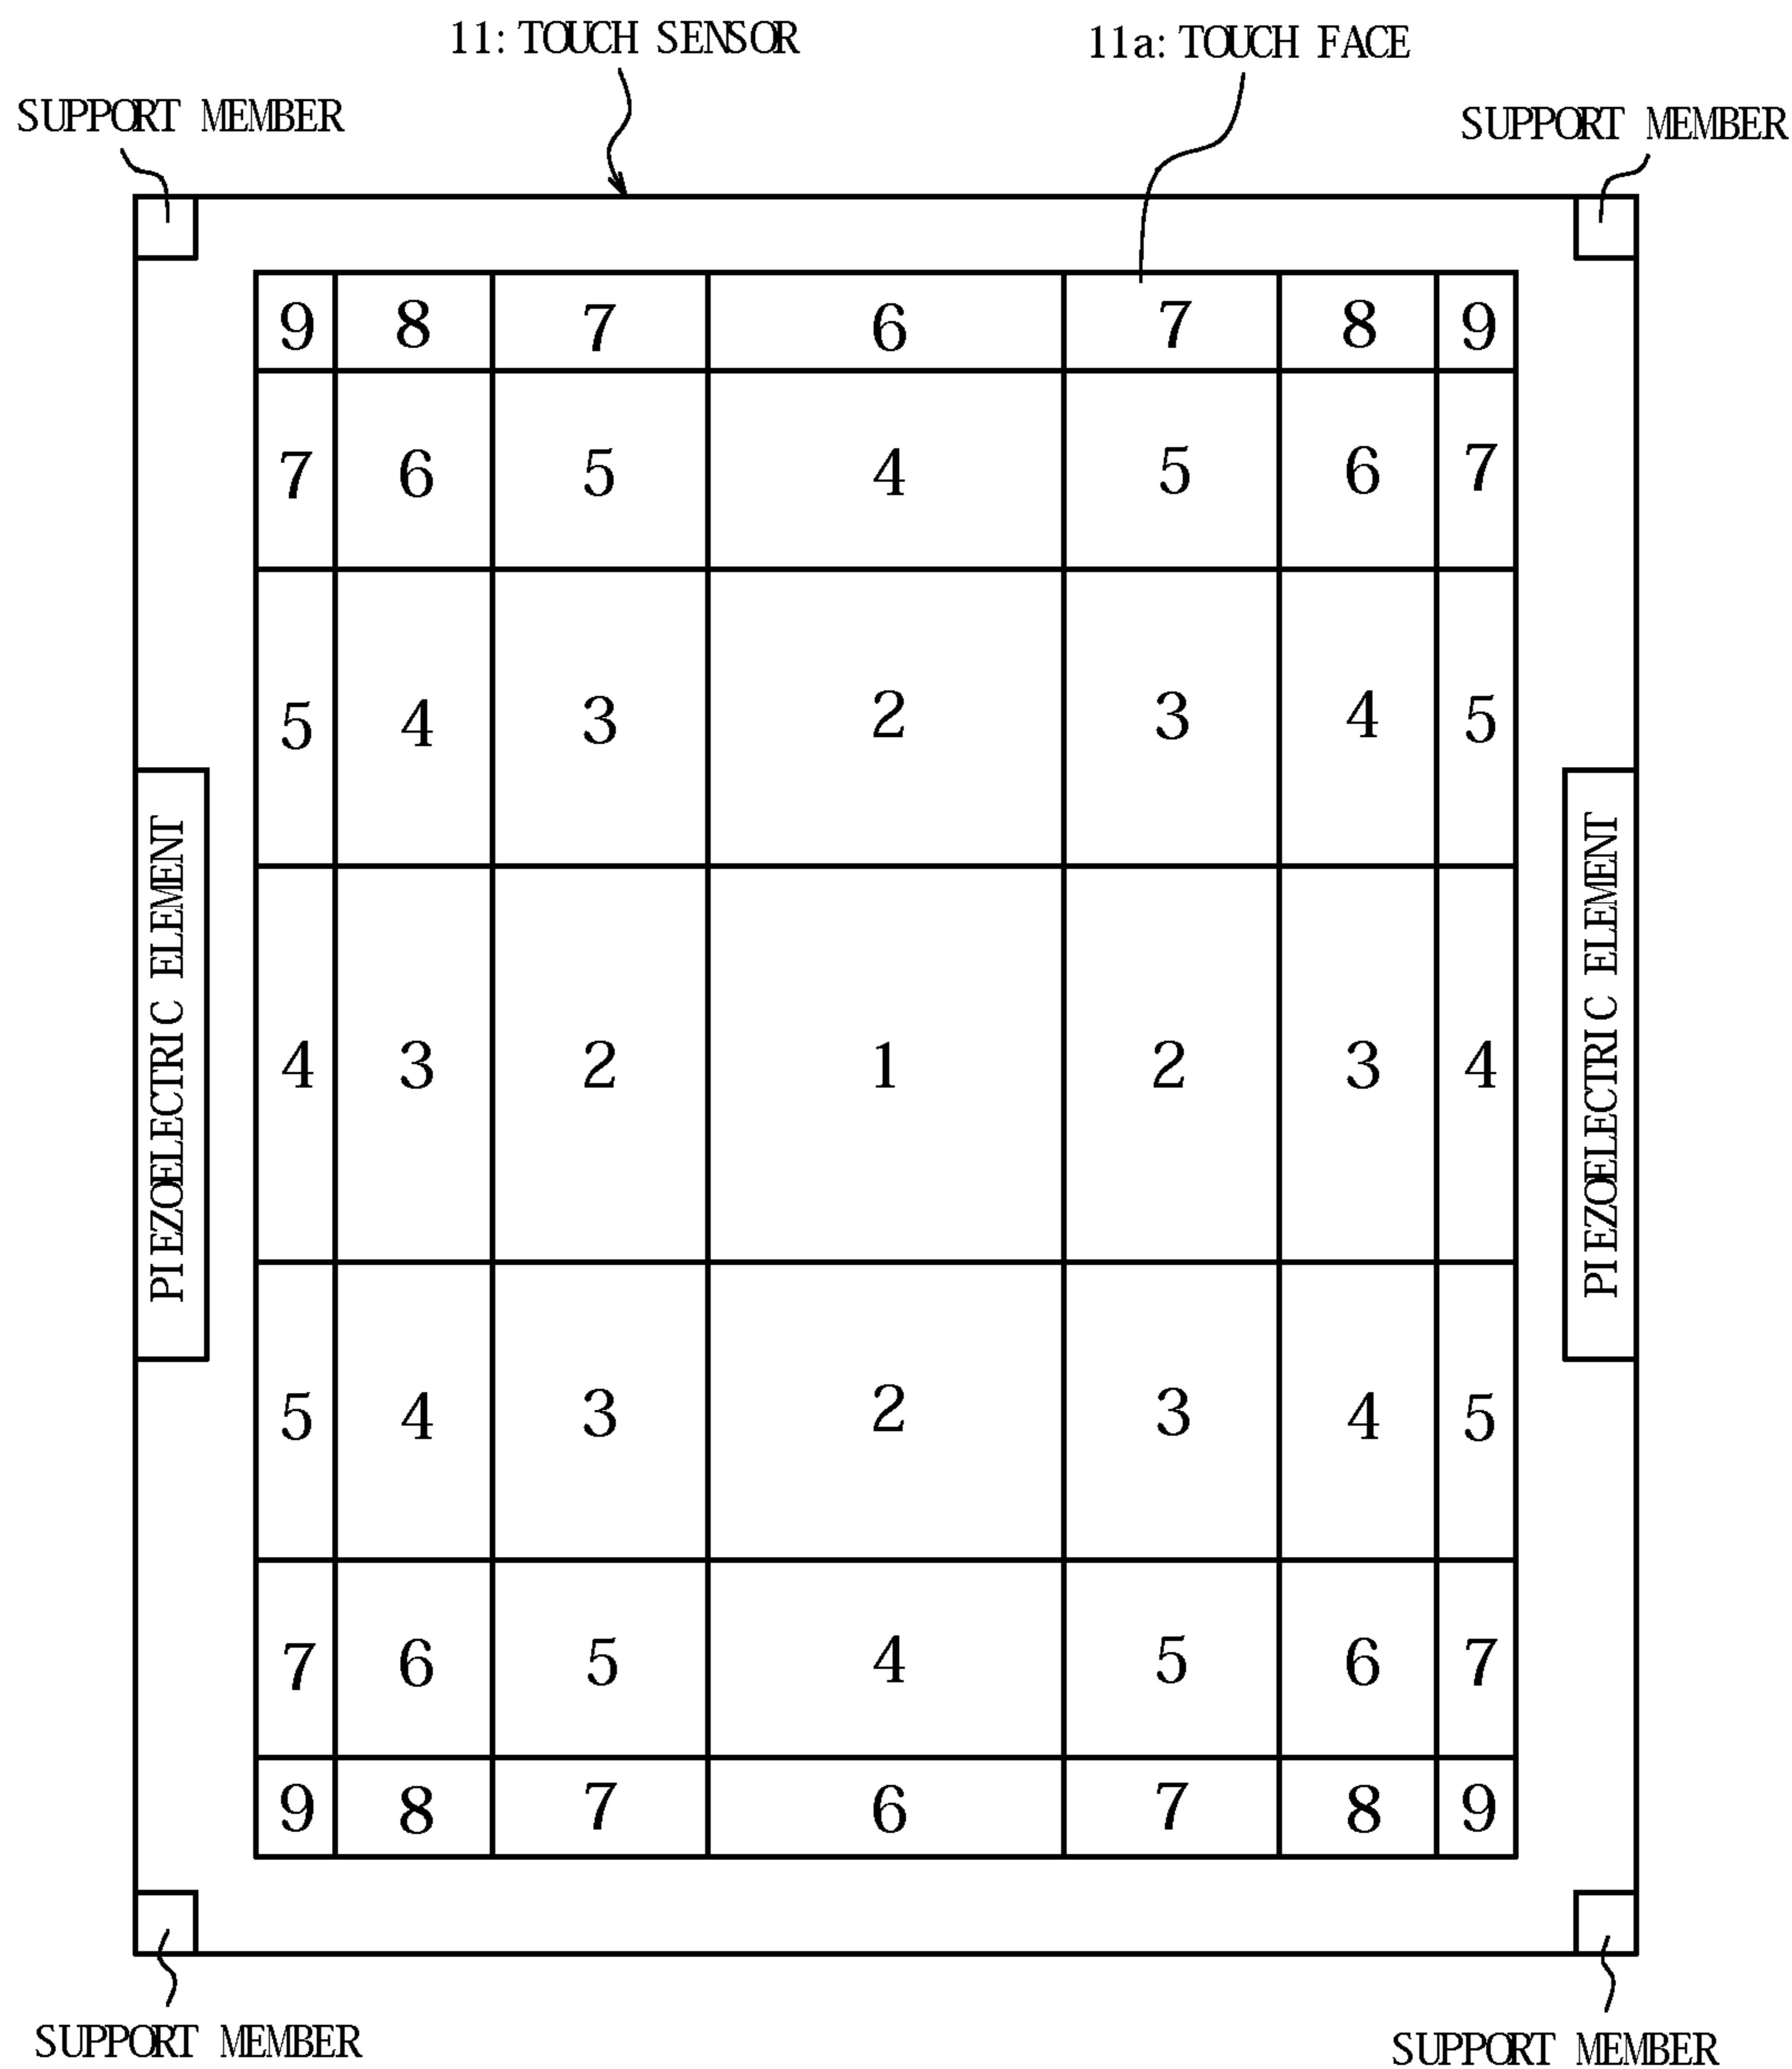 11: TOUCH SENSOR
11a: TOUCH FACE
SUPPORT MEMBER
SUPPORT MEMBER
9 8 7 6 7 8 9
7 6 5 4 5 6 7
5 4 3 2 3 4 5
PIEZOELECTRIC ELEMENT
4 3 2 1 2 3 4
PIEZOELECTRIC ELEMENT
5 4 3 2 3 4 5
7 6 5 4 5 6 7
9 8 7 6 7 8 9
SUPPORT MEMBER
SUPPORT MEMBER